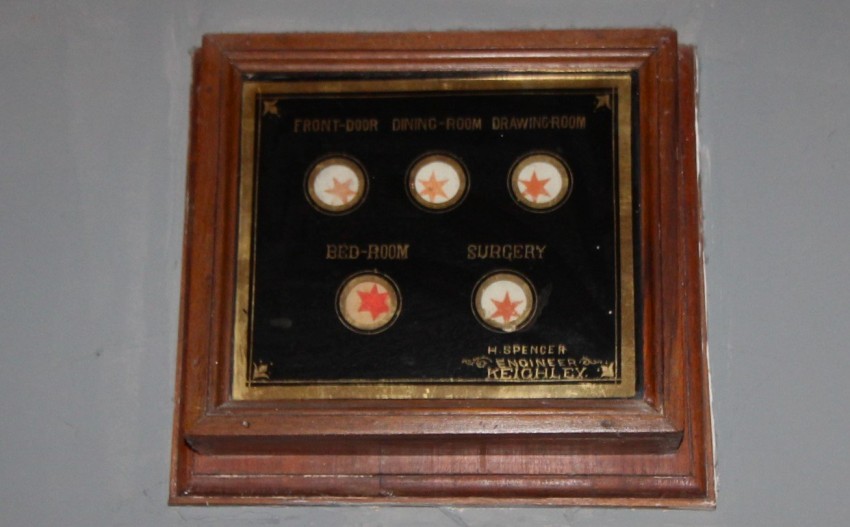 FRONT-DOOR DINING-ROOM DRAWING-ROOM
BED-ROOM SURGERY
H. SPENCER
ENGINEER
KEIGHLEY.